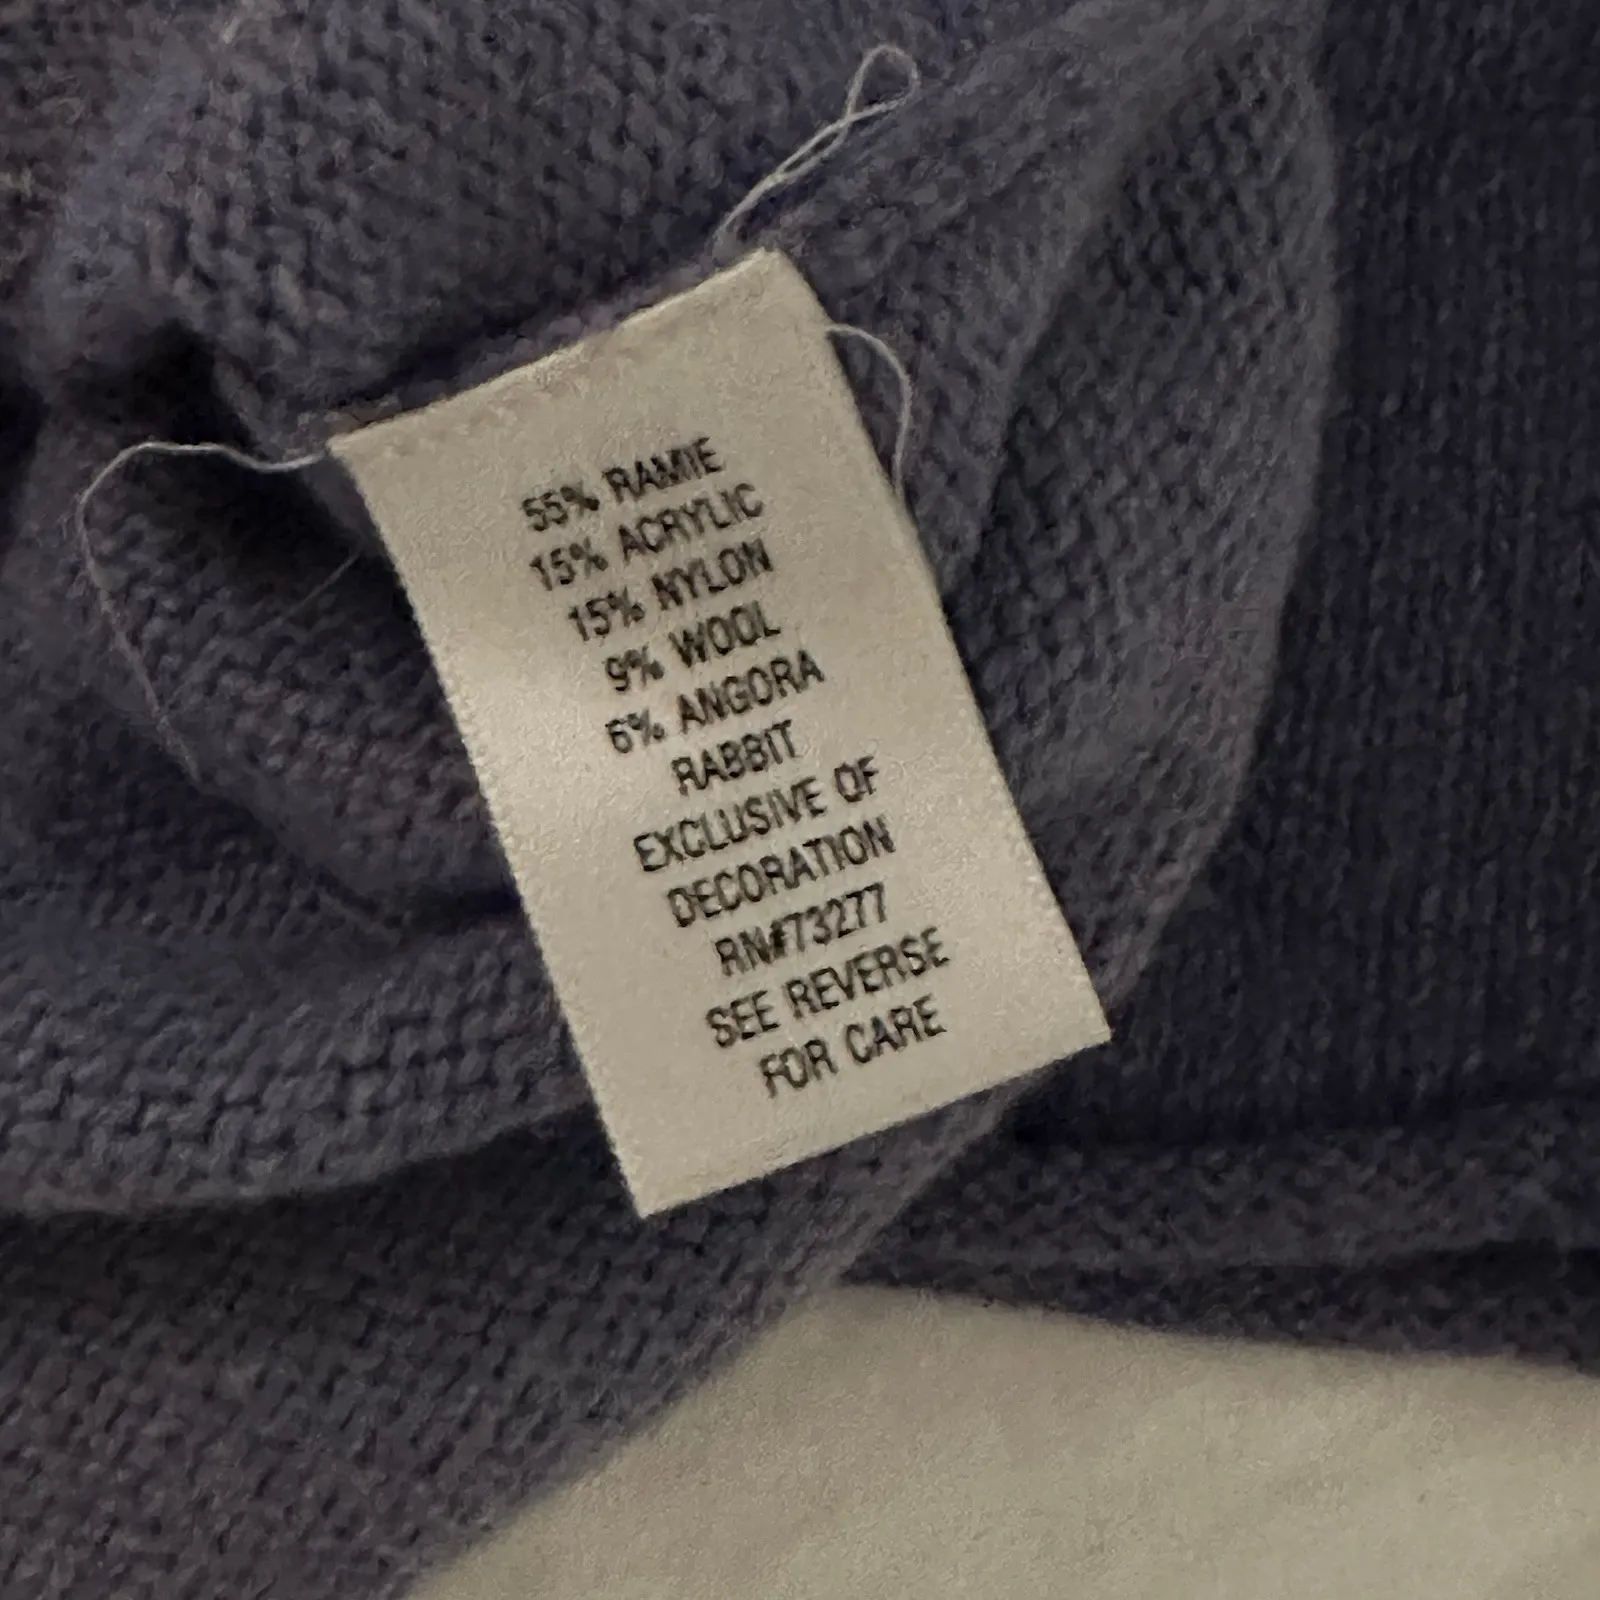 55% RAMIE
15% ACRYLIC
15% NYLON
9% WOOL
6% ANGORA
RABBIT
EXCLUSIVE OF
DECORATION
RN#73277
SEE REVERSE
FOR CARE